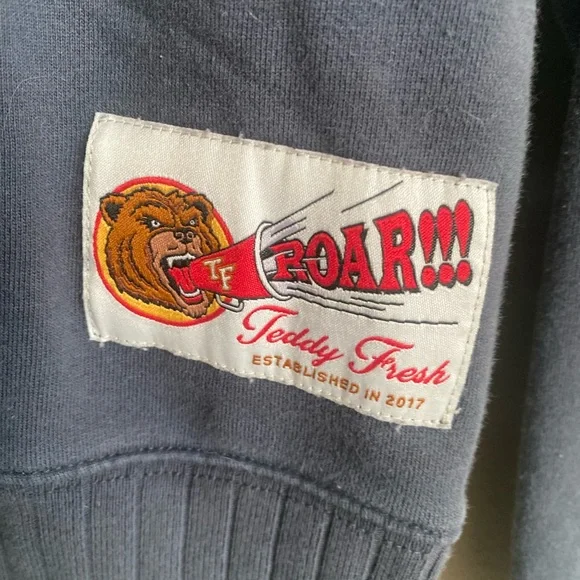 TF
ROAR!!!
Teddy Fresh
ESTABLISHED IN 2017